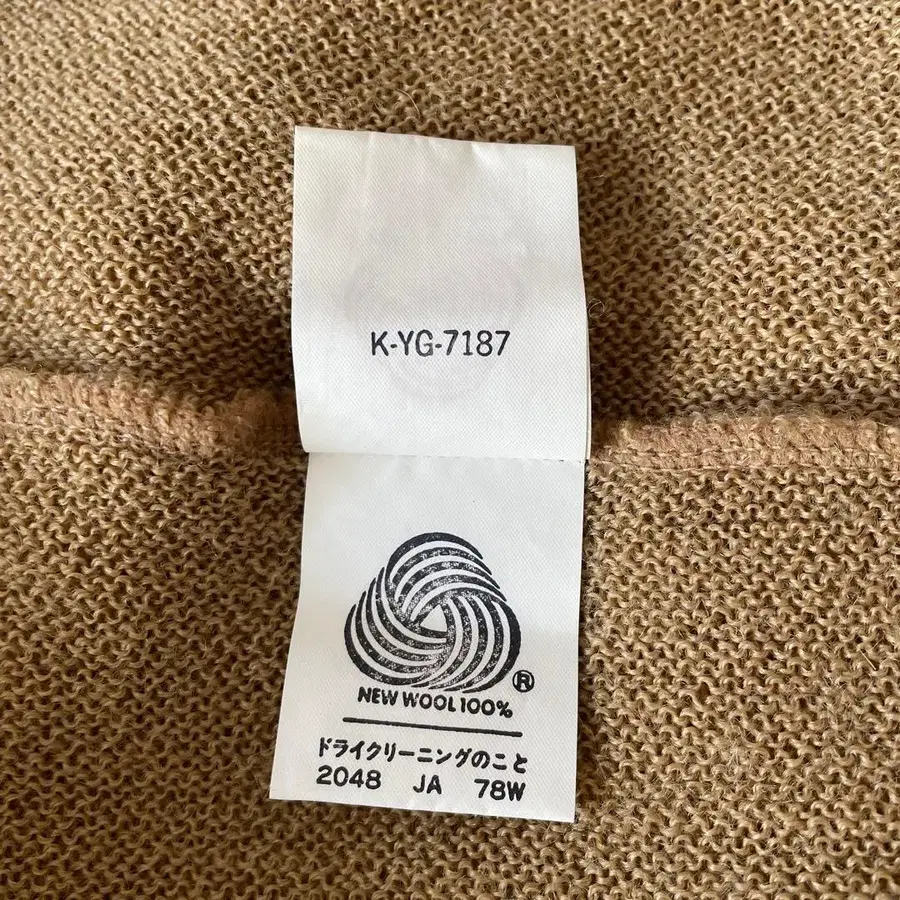 K-YG-7187
®
NEW WOOL 100%
ドライクリーニングのこと
2048 JA 78W